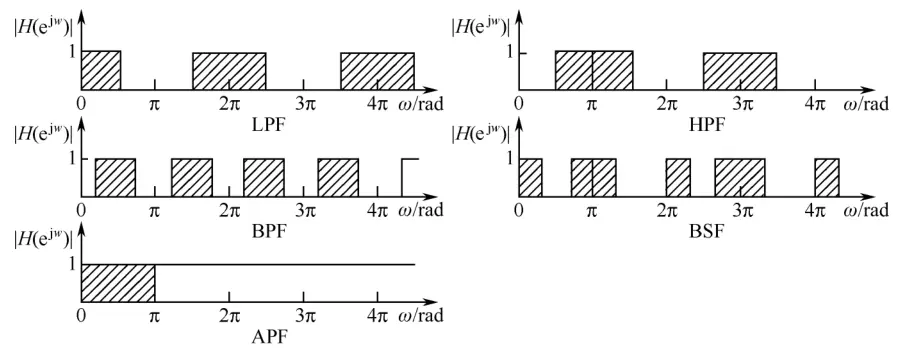 |H(e^jw)|
1
0 π 2π 3π 4π ω/rad
LPF
|H(e^jw)|
1
0 π 2π 3π 4π ω/rad
HPF
|H(e^jw)|
1
0 π 2π 3π 4π ω/rad
BPF
|H(e^jw)|
1
0 π 2π 3π 4π ω/rad
BSF
|H(e^jw)|
1
0 π 2π 3π 4π ω/rad
APF